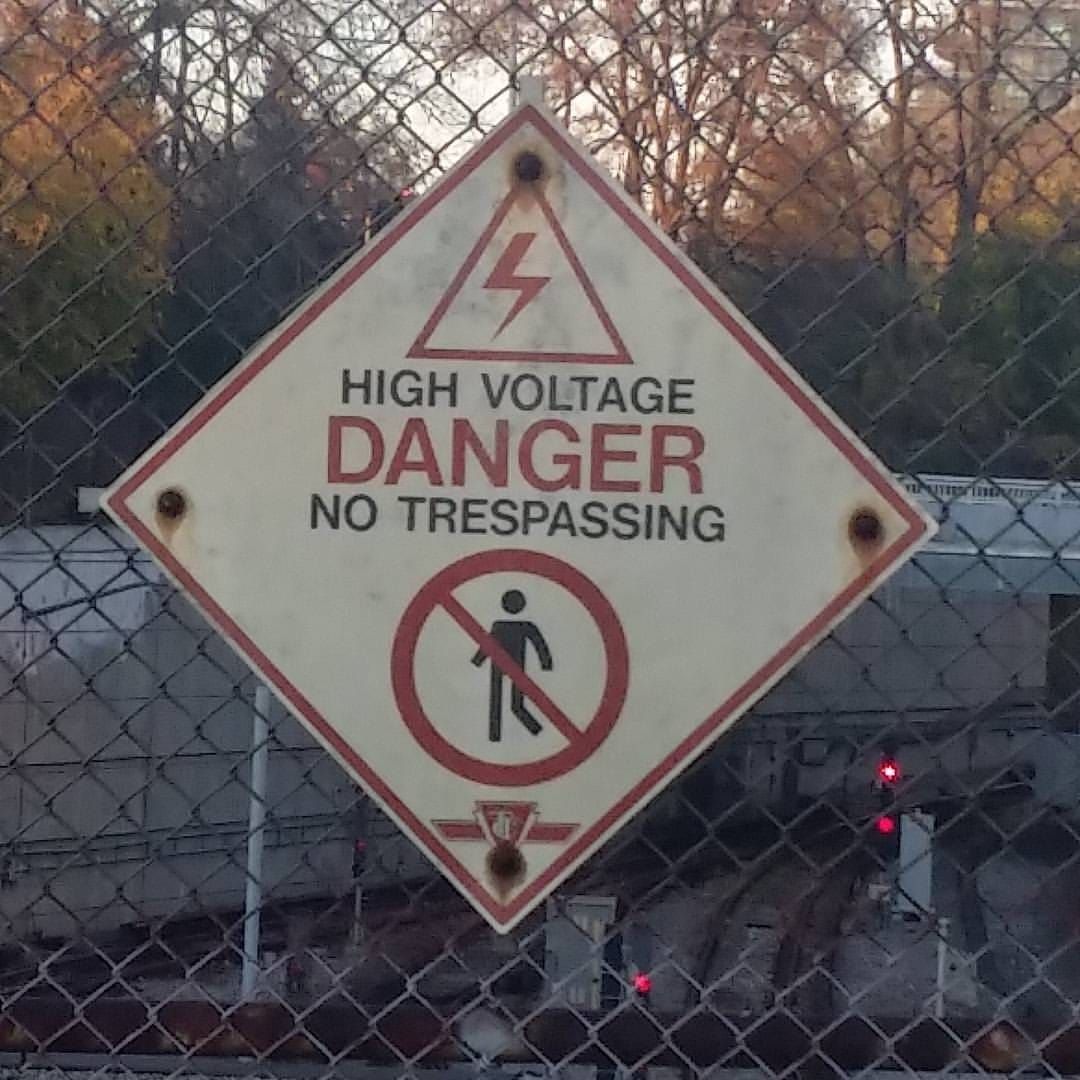 HIGH VOLTAGE
DANGER
NO TRESPASSING